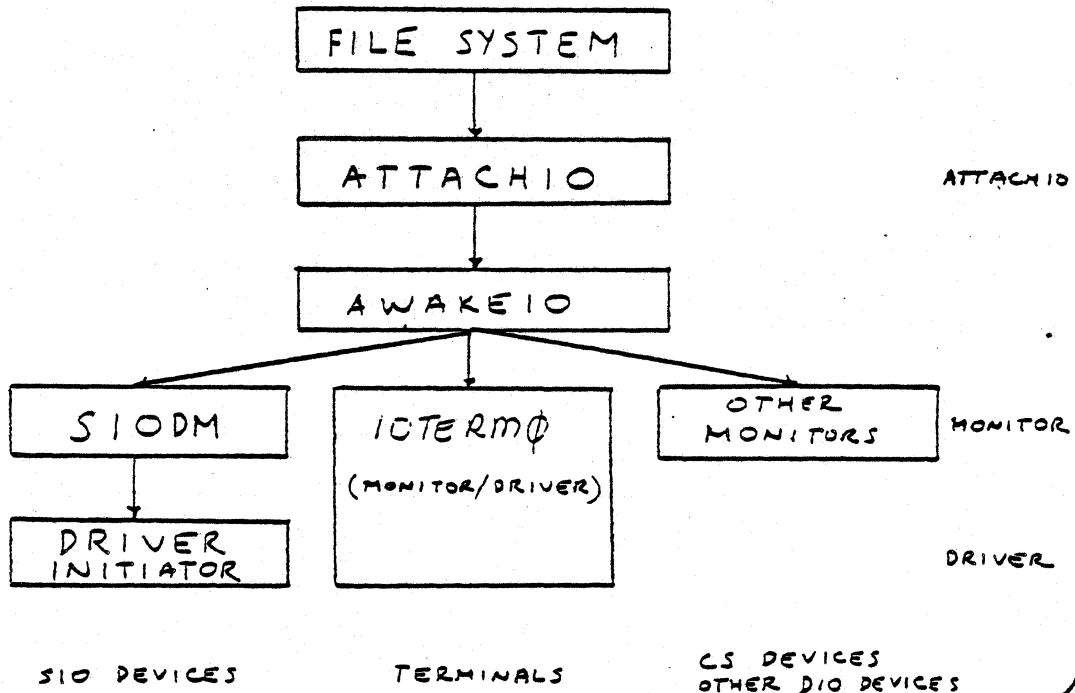 FILE SYSTEM
ATTACHIO
ATTACHIO
AWAKEIO
SIODM
IOTERMØ
(MONITOR/DRIVER)
OTHER
MONITORS
MONITOR
DRIVER
INITIATOR
DRIVER
SIO DEVICES
TERMINALS
CS DEVICES
OTHER DIO DEVICES